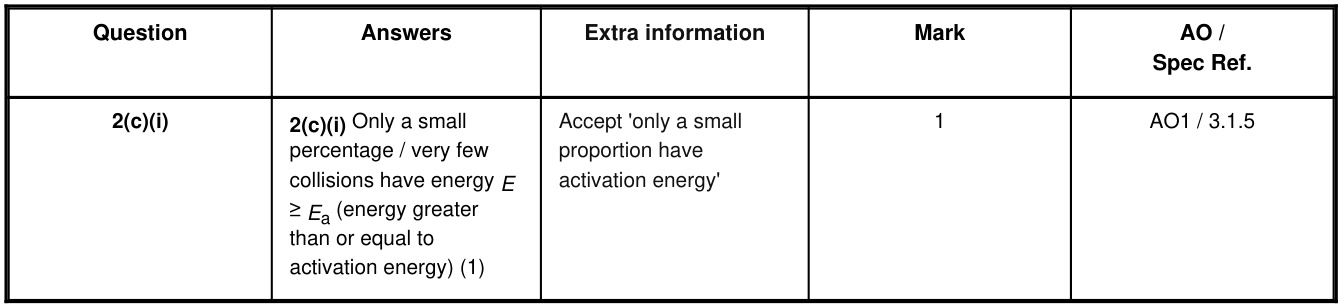 Question Answers Extra information Mark AO /
Spec Ref.
2(c)(i) 2(c)(i) Only a small Accept 'only a small 1 AO1 / 3.1.5
percentage / very few proportion have
collisions have energy E activation energy'
≥ Ea (energy greater
than or equal to
activation energy) (1)